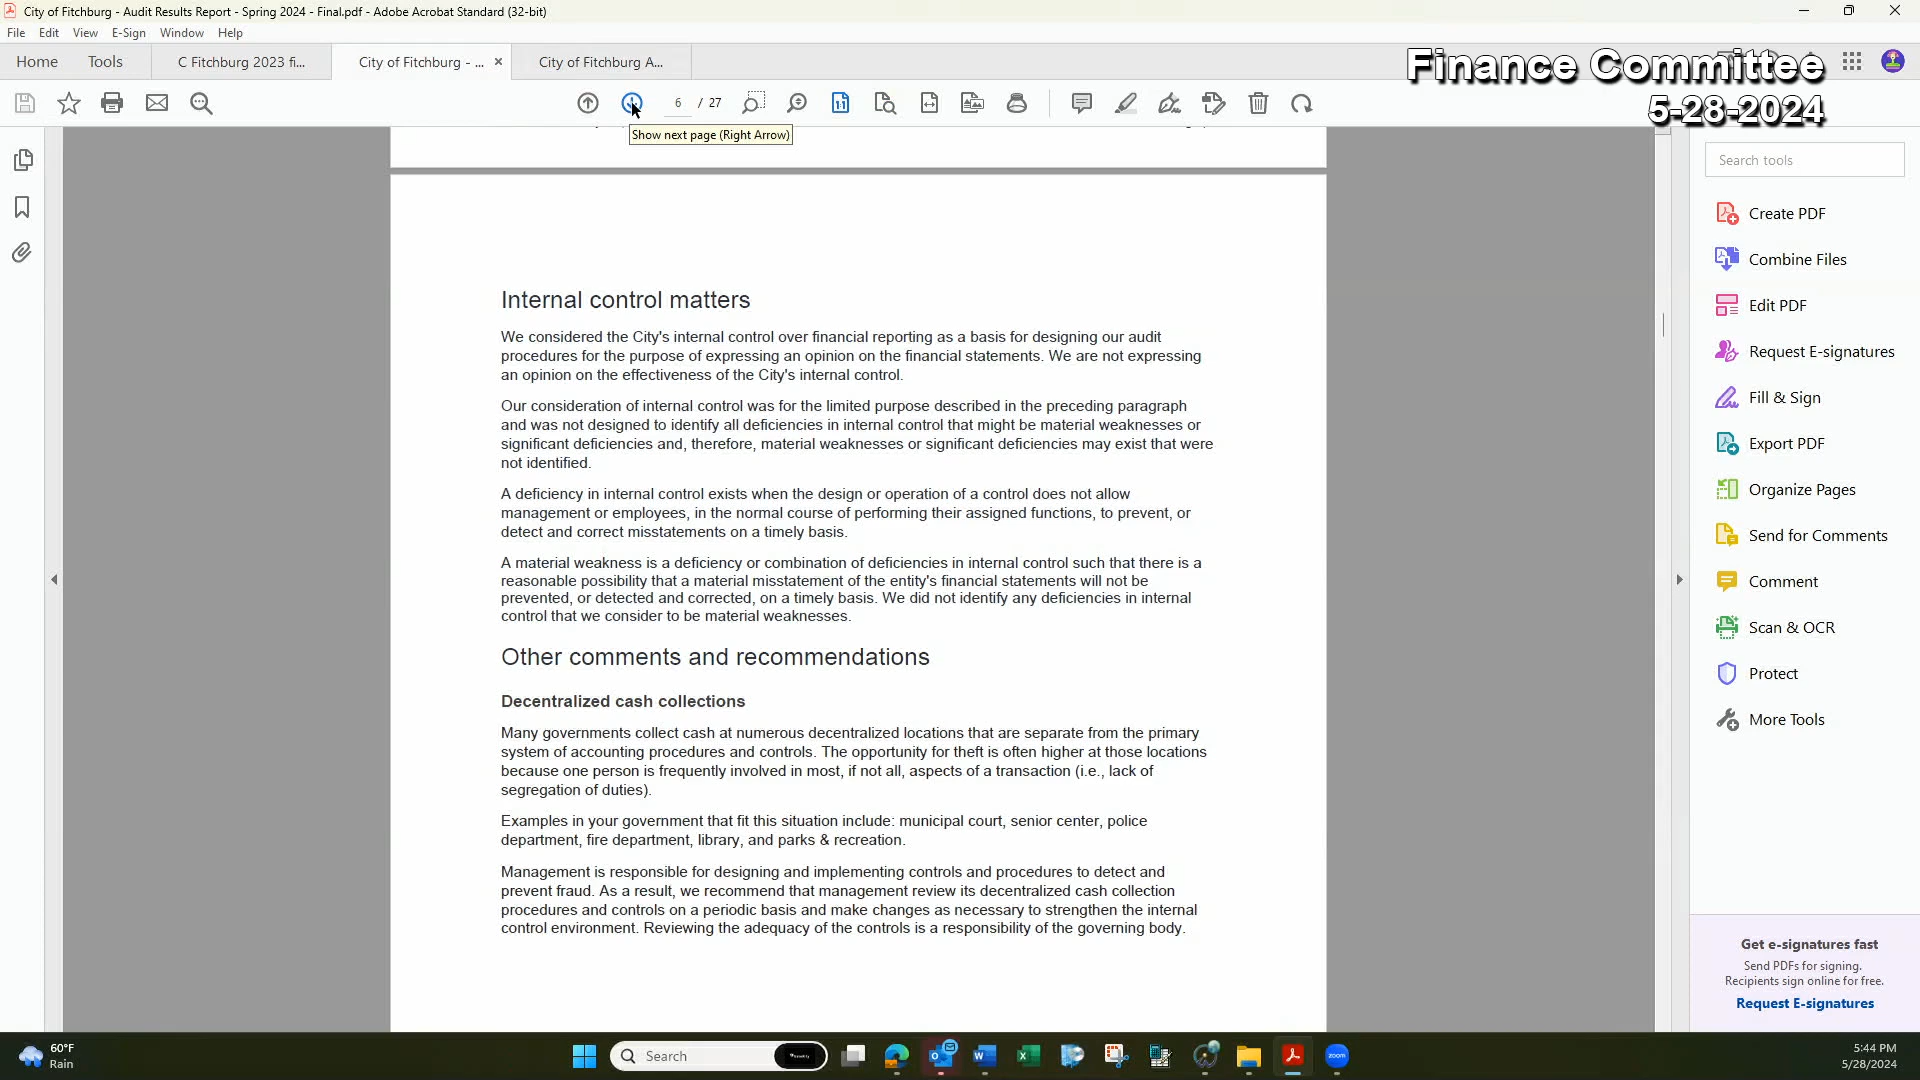 City of Fitchburg - Audit Results Report - Spring 2024 - Final.pdf - Adobe Acrobat Standard (32-bit)
File Edit View E-Sign Window Help
Home Tools C Fitchburg 2023 fi... City of Fitchburg - ... City of Fitchburg A...
Finance Committee
5-28-2024
6 / 27
Show next page (Right Arrow)
Search tools
Create PDF
Combine Files
Edit PDF
Request E-signatures
Fill & Sign
Export PDF
Organize Pages
Send for Comments
Comment
Scan & OCR
Protect
More Tools
Get e-signatures fast
Send PDFs for signing.
Recipients sign online for free.
Request E-signatures
Internal control matters
We considered the City's internal control over financial reporting as a basis for designing our audit
procedures for the purpose of expressing an opinion on the financial statements. We are not expressing
an opinion on the effectiveness of the City's internal control.
Our consideration of internal control was for the limited purpose described in the preceding paragraph
and was not designed to identify all deficiencies in internal control that might be material weaknesses or
significant deficiencies and, therefore, material weaknesses or significant deficiencies may exist that were
not identified.
A deficiency in internal control exists when the design or operation of a control does not allow
management or employees, in the normal course of performing their assigned functions, to prevent, or
detect and correct misstatements on a timely basis.
A material weakness is a deficiency or combination of deficiencies in internal control such that there is a
reasonable possibility that a material misstatement of the entity's financial statements will not be
prevented, or detected and corrected, on a timely basis. We did not identify any deficiencies in internal
control that we consider to be material weaknesses.
Other comments and recommendations
Decentralized cash collections
Many governments collect cash at numerous decentralized locations that are separate from the primary
system of accounting procedures and controls. The opportunity for theft is often higher at those locations
because one person is frequently involved in most, if not all, aspects of a transaction (i.e., lack of
segregation of duties).
Examples in your government that fit this situation include: municipal court, senior center, police
department, fire department, library, and parks & recreation.
Management is responsible for designing and implementing controls and procedures to detect and
prevent fraud. As a result, we recommend that management review its decentralized cash collection
procedures and controls on a periodic basis and make changes as necessary to strengthen the internal
control environment. Reviewing the adequacy of the controls is a responsibility of the governing body.
60°F
Rain
Search
zoom
5:44 PM
5/28/2024